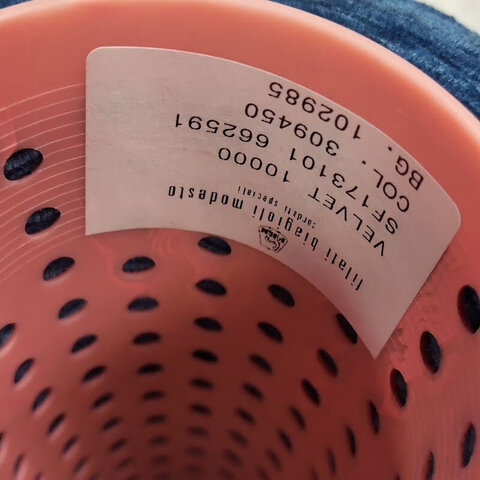 filati biagioli modesto
cardati speciali
VELVET 10000
SF173101 662591
COL. 309450
BG. 102985